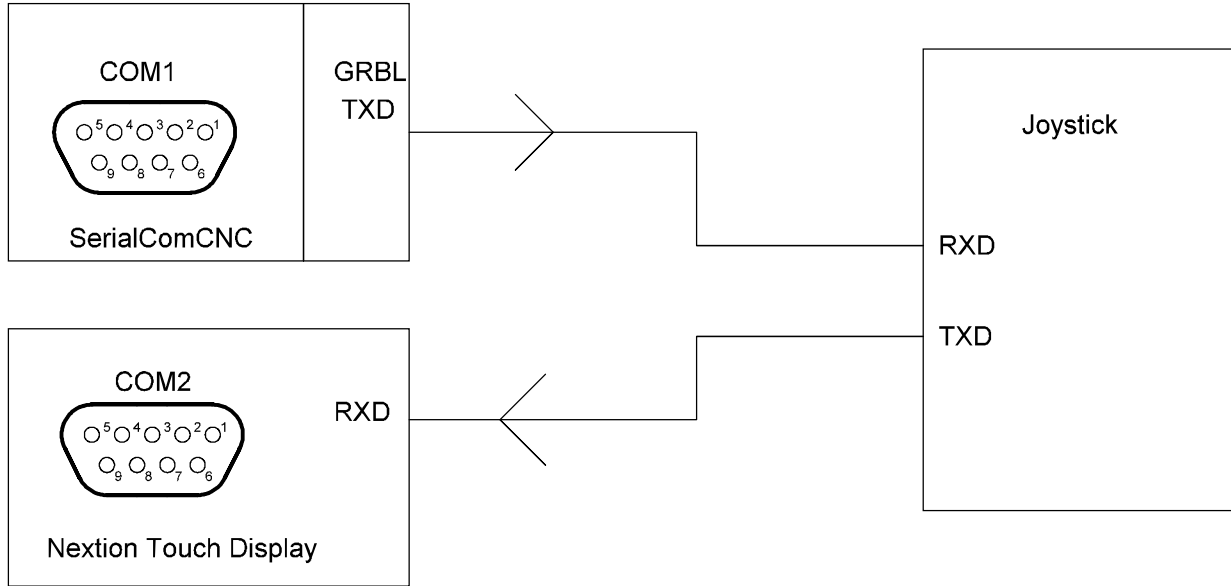 COM1
5 4 3 2 1
9 8 7 6
SerialComCNC
GRBL
TXD
Joystick
RXD
TXD
COM2
5 4 3 2 1
9 8 7 6
RXD
Nextion Touch Display